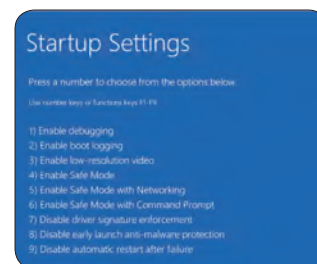 Startup Settings
Press a number to choose from the options below:
Use number keys or functions keys F1-F9.
1) Enable debugging
2) Enable boot logging
3) Enable low-resolution video
4) Enable Safe Mode
5) Enable Safe Mode with Networking
6) Enable Safe Mode with Command Prompt
7) Disable driver signature enforcement
8) Disable early launch anti-malware protection
9) Disable automatic restart after failure